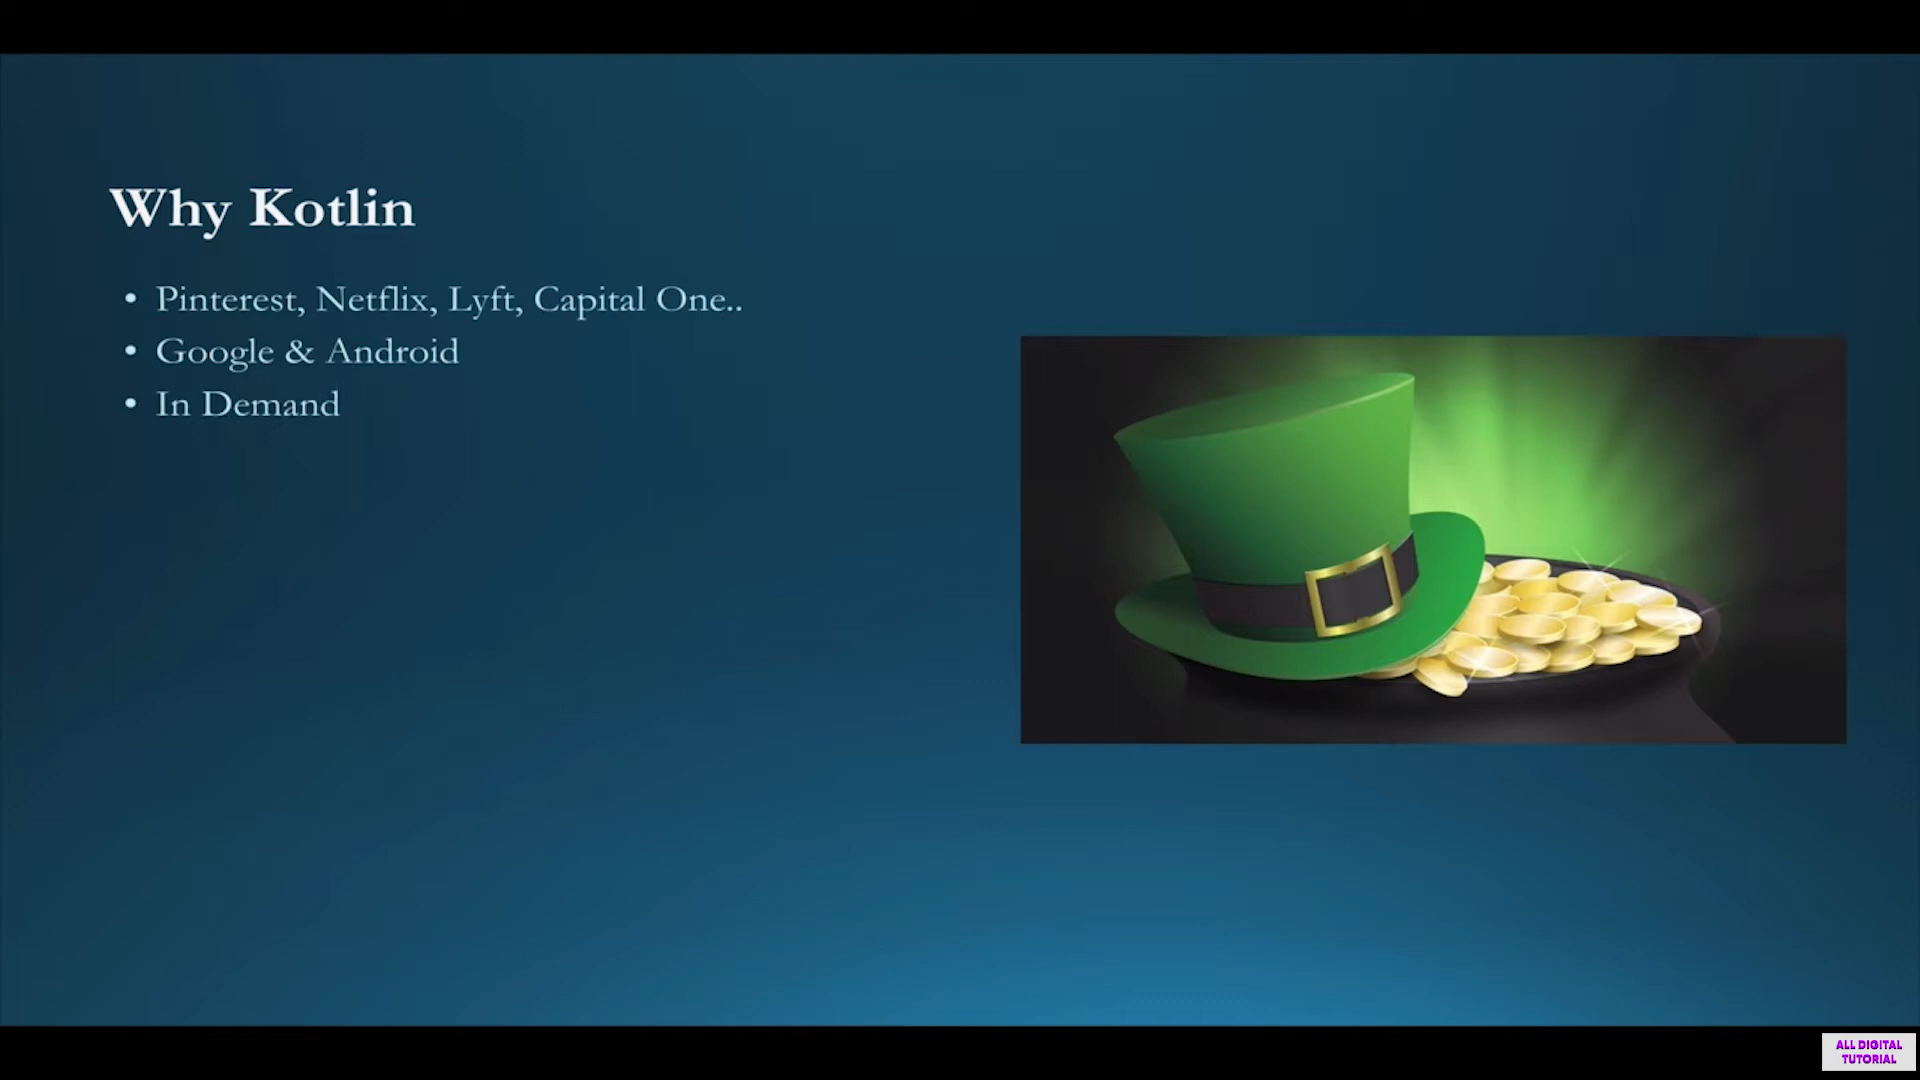 Why Kotlin
• Pinterest, Netflix, Lyft, Capital One..
• Google & Android
• In Demand
ALL DIGITAL
TUTORIAL